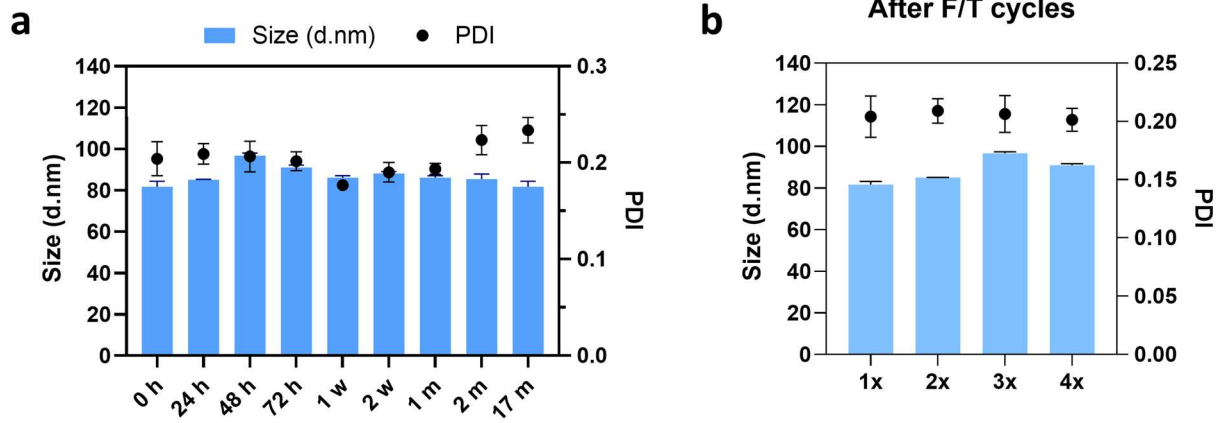 a
Size (d.nm) PDI
140
120
100
80
60
40
20
0
Size (d.nm)
0.3
0.2
0.1
0.0
PDI
0 h 24 h 48 h 72 h 1 w 2 w 1 m 2 m 17 m
b
After F/T cycles
140
120
100
80
60
40
20
0
Size (d.nm)
0.25
0.20
0.15
0.10
0.05
0.00
PDI
1x 2x 3x 4x